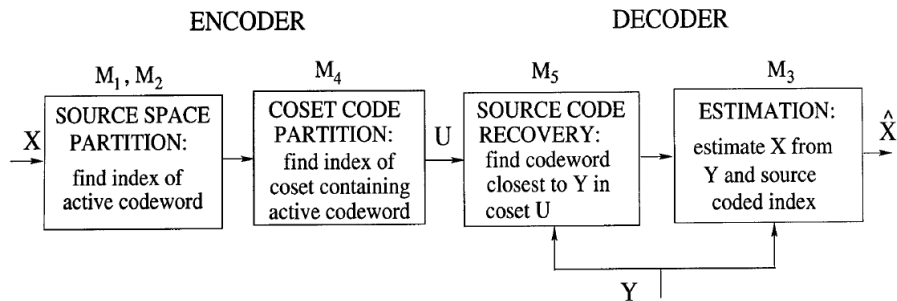 ENCODER
DECODER
M1, M2
M4
M5
M3
SOURCE SPACE
PARTITION:
find index of
active codeword
COSET CODE
PARTITION:
find index of
coset containing
active codeword
SOURCE CODE
RECOVERY:
find codeword
closest to Y in
coset U
ESTIMATION:
estimate X from
Y and source
coded index
X
U
X̂
Y